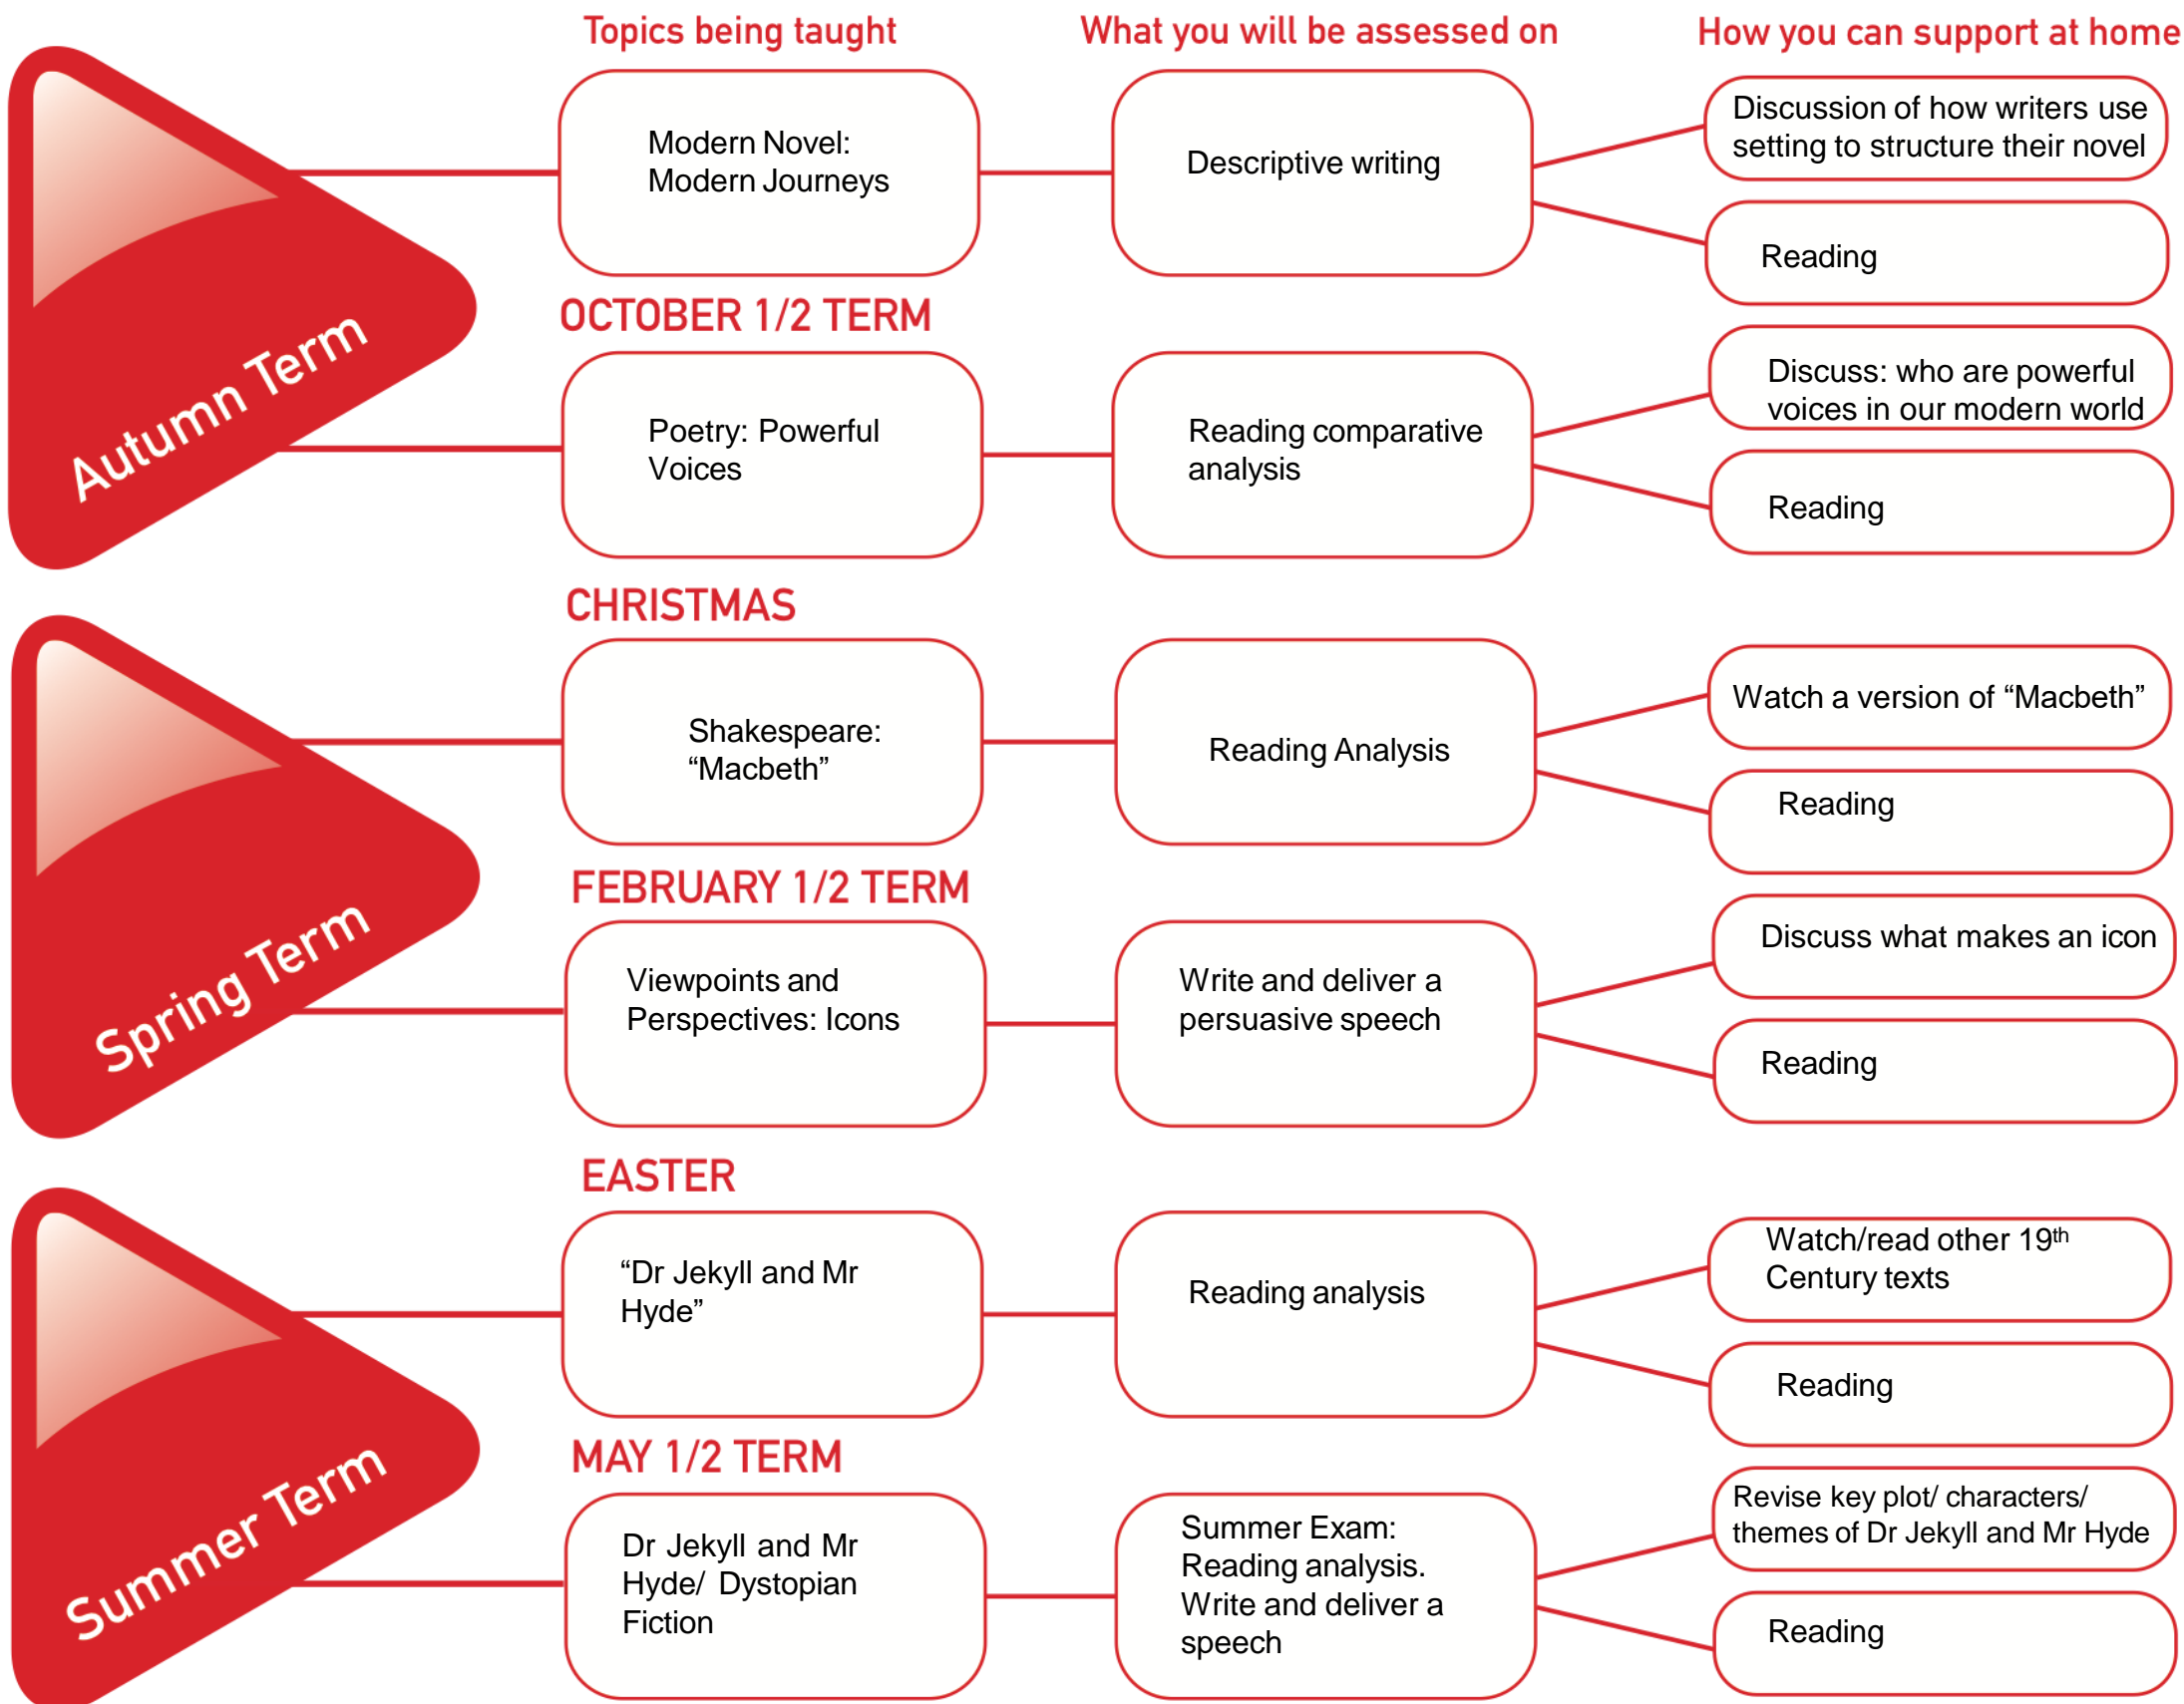 Topics being taught
What you will be assessed on
How you can support at home
Autumn Term
Modern Novel:
Modern Journeys
Descriptive writing
Discussion of how writers use
setting to structure their novel
Reading
OCTOBER 1/2 TERM
Poetry: Powerful
Voices
Reading comparative
analysis
Discuss: who are powerful
voices in our modern world
Reading
CHRISTMAS
Spring Term
Shakespeare:
“Macbeth”
Reading Analysis
Watch a version of “Macbeth”
Reading
FEBRUARY 1/2 TERM
Viewpoints and
Perspectives: Icons
Write and deliver a
persuasive speech
Discuss what makes an icon
Reading
EASTER
Summer Term
“Dr Jekyll and Mr
Hyde”
Reading analysis
Watch/read other 19th
Century texts
Reading
MAY 1/2 TERM
Dr Jekyll and Mr
Hyde/ Dystopian
Fiction
Summer Exam:
Reading analysis.
Write and deliver a
speech
Revise key plot/ characters/
themes of Dr Jekyll and Mr Hyde
Reading